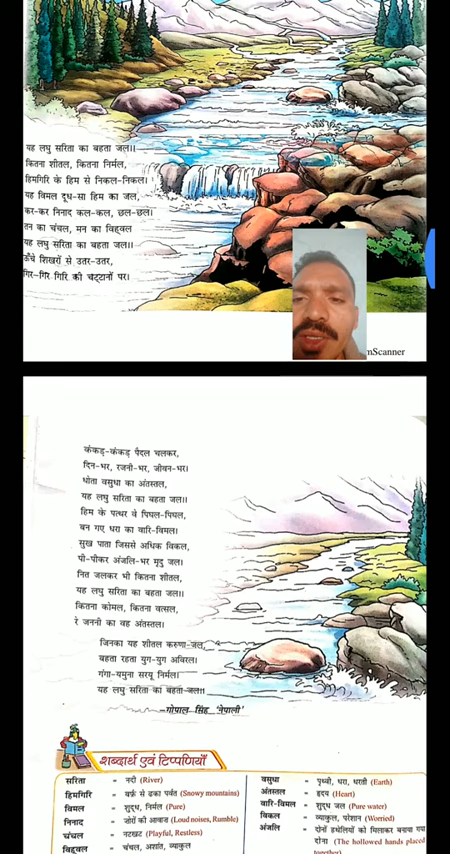 यह लघु सरिता का बहता जल।।
कितना शीतल, कितना निर्मल,
हिमगिरि के हिम से निकल-निकल।
यह विमल दूध-सा हिम का जल,
कर-कर निनाद कल-कल, छल-छल।
तन का चंचल, मन का विह्वल
यह लघु सरिता का बहता जल।।
ऊँचे शिखरों से उतर-उतर,
गिर-गिर गिरि की चट्टानों पर।
mScanner
कंकड़-कंकड़ पैदल चलकर,
दिन-भर, रजनी-भर, जीवन-भर।
धोता वसुधा का अंतस्तल,
यह लघु सरिता का बहता जल।।
हिम के पत्थर वे पिघल-पिघल,
बन गए धरा का वारि-विमल।
सुख पाता जिससे अधिक विकल,
पी-पीकर अंजलि-भर मृदु जल।
नित जलकर भी कितना शीतल,
यह लघु सरिता का बहता जल।।
कितना कोमल, कितना वत्सल,
रे जननी का वह अंतस्तल।
जिनका यह शीतल करुणा-जल,
बहता रहता युग-युग अविरल।
गंगा-यमुना सरयू निर्मल।
यह लघु सरिता का बहता-जल।।
–गोपाल सिंह 'नेपाली'
शब्दार्थ एवं टिप्पणियाँ
सरिता = नदी (River)
हिमगिरि = बर्फ़ से ढका पर्वत (Snowy mountains)
विमल = शुद्ध, निर्मल (Pure)
निनाद = ज़ोरों की आवाज़ (Loud noises, Rumble)
चंचल = नटखट (Playful, Restless)
विह्वल = चंचल, अशांत, व्याकुल
वसुधा = पृथ्वी, धरा, धरती (Earth)
अंतस्तल = हृदय (Heart)
वारि-विमल = शुद्ध जल (Pure water)
विकल = व्याकुल, परेशान (Worried)
अंजलि = दोनों हथेलियों को मिलाकर बनाया गया
दोना (The hollowed hands placed
together)